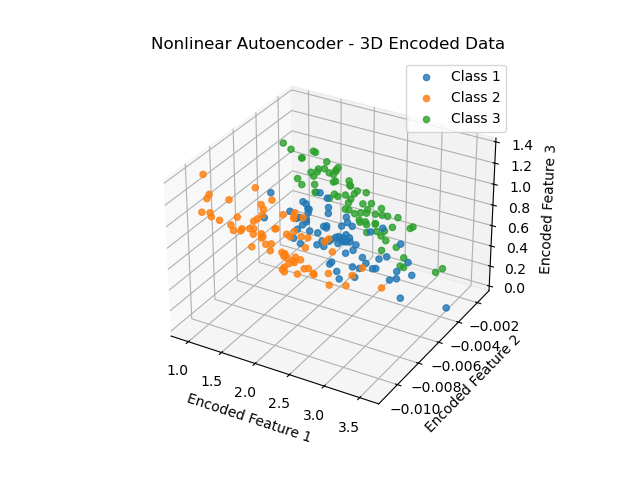 Nonlinear Autoencoder - 3D Encoded Data
Class 1
Class 2
Class 3
1.4
1.2
1.0
0.8
0.6
0.4
0.2
0.0
Encoded Feature 3
−0.002
−0.004
−0.006
−0.008
−0.010
Encoded Feature 2
1.0
1.5
2.0
2.5
3.0
3.5
Encoded Feature 1